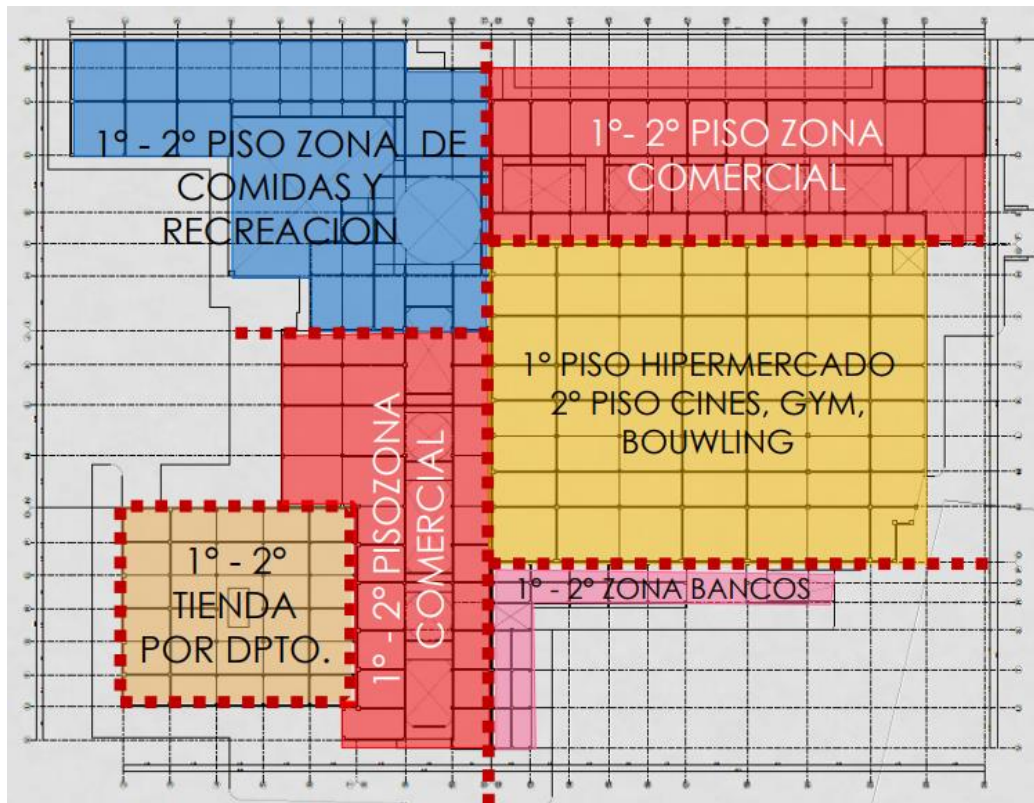 1° - 2° PISO ZONA DE
COMIDAS Y
RECREACION
1°- 2° PISO ZONA
COMERCIAL
1° PISO HIPERMERCADO
2° PISO CINES, GYM,
BOUWLING
1° - 2° PISOZONA
COMERCIAL
1° - 2°
TIENDA
POR DPTO.
1° - 2° ZONA BANCOS